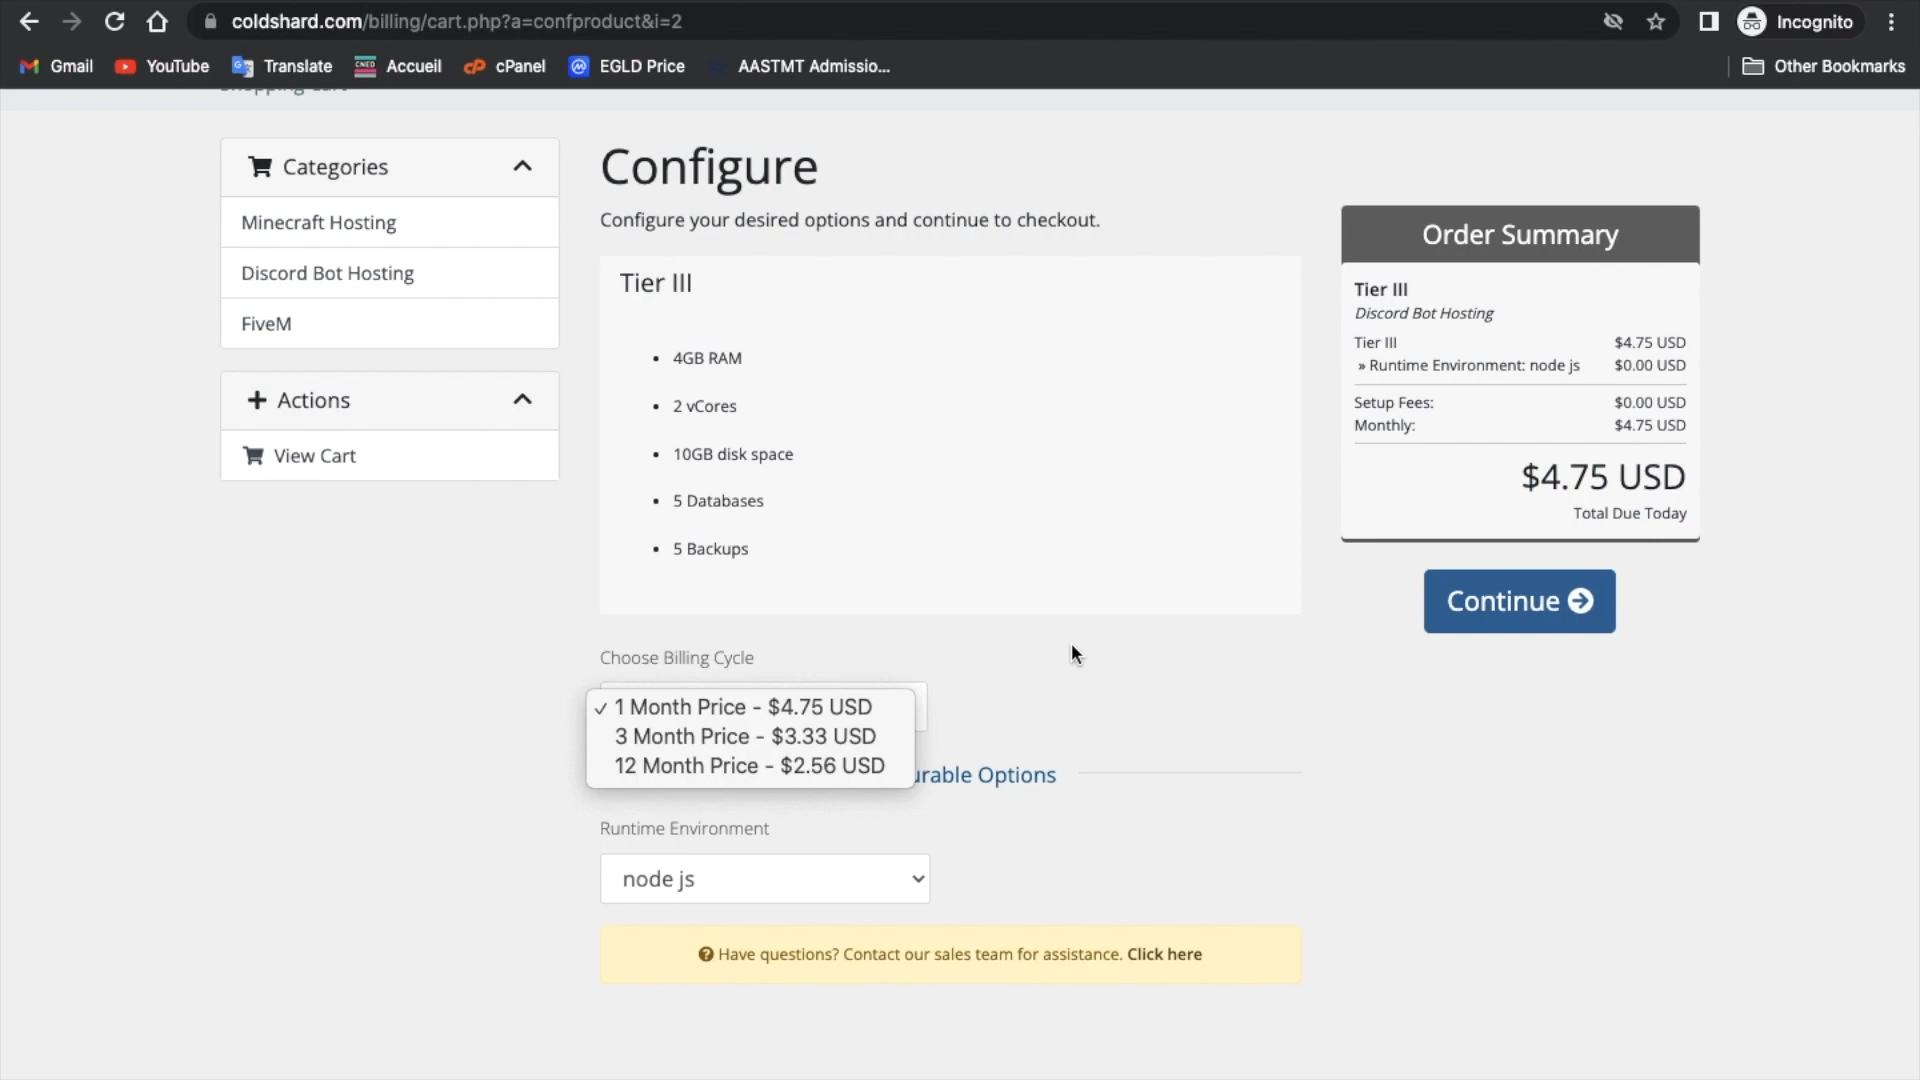 coldshard.com/billing/cart.php?a=confproduct&i=2
Incognito
Gmail
YouTube
Translate
Accueil
cPanel
EGLD Price
AASTMT Admissio...
Other Bookmarks
Shopping Cart
Categories
Minecraft Hosting
Discord Bot Hosting
FiveM
Actions
View Cart
Configure
Configure your desired options and continue to checkout.
Tier III
• 4GB RAM
• 2 vCores
• 10GB disk space
• 5 Databases
• 5 Backups
Choose Billing Cycle
✓ 1 Month Price - $4.75 USD
3 Month Price - $3.33 USD
12 Month Price - $2.56 USD
urable Options
Runtime Environment
node js
Have questions? Contact our sales team for assistance. Click here
Order Summary
Tier III
Discord Bot Hosting
Tier III $4.75 USD
» Runtime Environment: node js $0.00 USD
Setup Fees: $0.00 USD
Monthly: $4.75 USD
$4.75 USD
Total Due Today
Continue